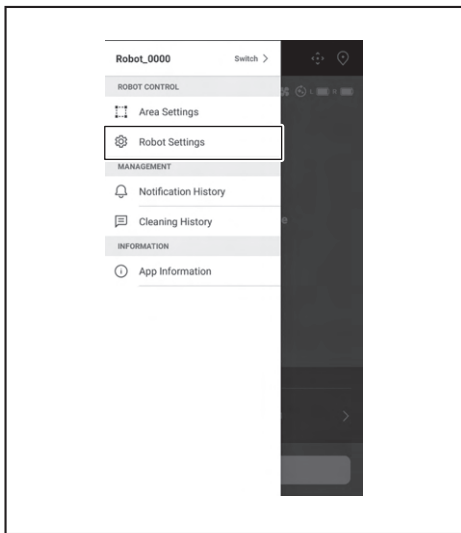 Robot_0000 Switch >
ROBOT CONTROL
Area Settings
Robot Settings
MANAGEMENT
Notification History
Cleaning History
INFORMATION
App Information